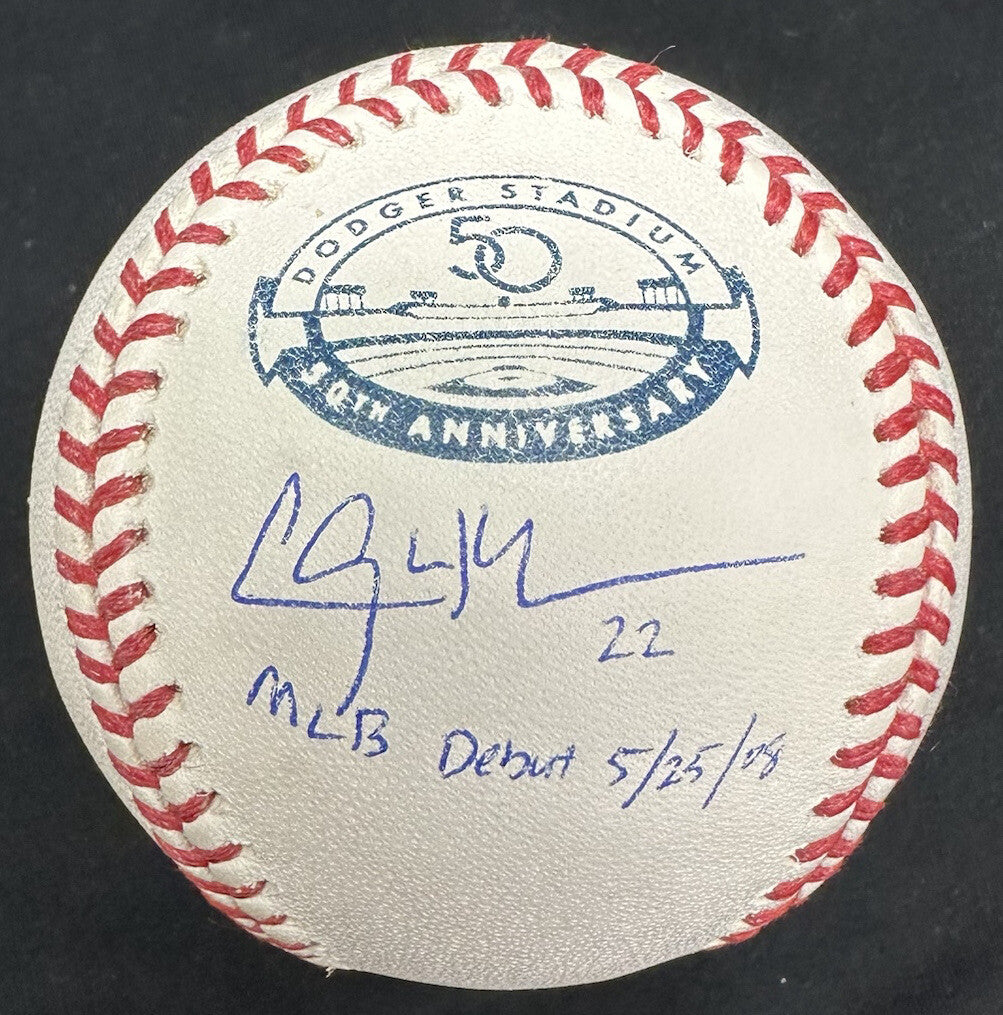 DODGER STADIUM
50
50TH ANNIVERSARY
22
MLB Debut 5/25/08